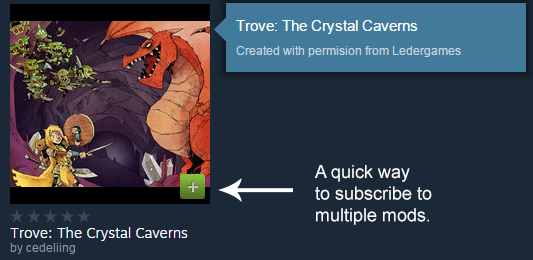 Trove: The Crystal Caverns
Created with permision from Ledergames
A quick way
to subscribe to
multiple mods.
Trove: The Crystal Caverns
by cedeliing